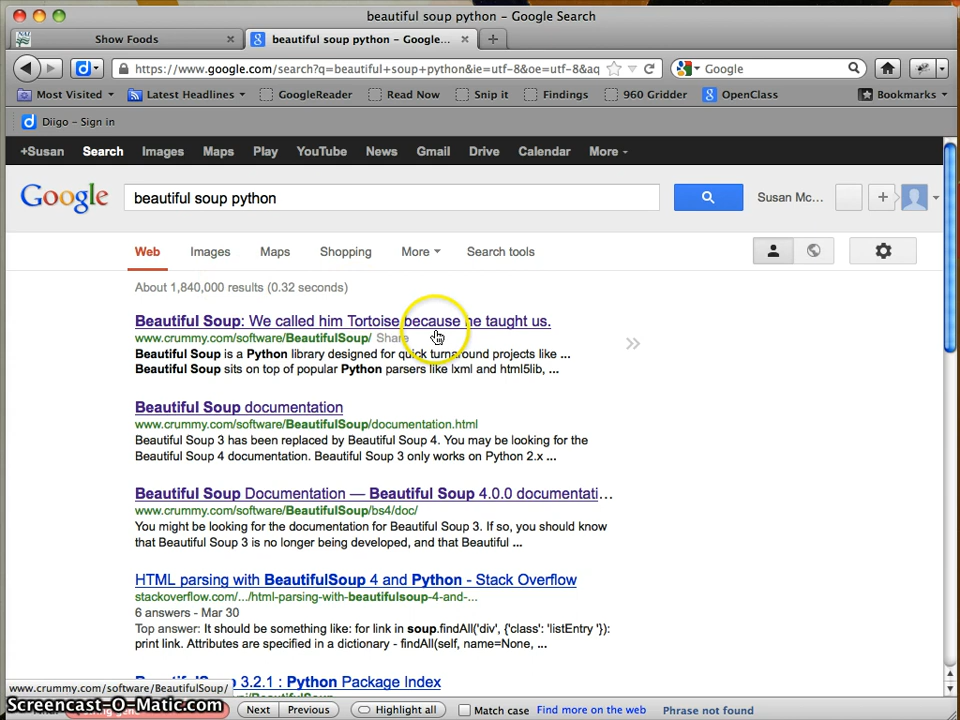 beautiful soup python - Google Search
Show Foods
beautiful soup python - Google...
https://www.google.com/search?q=beautiful+soup+python&ie=utf-8&oe=utf-8&aq
Google
Most Visited
Latest Headlines
GoogleReader
Read Now
Snip it
Findings
960 Gridder
OpenClass
Bookmarks
Diigo - Sign in
+Susan Search Images Maps Play YouTube News Gmail Drive Calendar More
Google
beautiful soup python
Susan Mc...
Web Images Maps Shopping More Search tools
About 1,840,000 results (0.32 seconds)
Beautiful Soup: We called him Tortoise because he taught us.
www.crummy.com/software/BeautifulSoup/ Share
Beautiful Soup is a Python library designed for quick turnaround projects like ...
Beautiful Soup sits on top of popular Python parsers like lxml and html5lib, ...
Beautiful Soup documentation
www.crummy.com/software/BeautifulSoup/documentation.html
Beautiful Soup 3 has been replaced by Beautiful Soup 4. You may be looking for the
Beautiful Soup 4 documentation. Beautiful Soup 3 only works on Python 2.x ...
Beautiful Soup Documentation — Beautiful Soup 4.0.0 documentati...
www.crummy.com/software/BeautifulSoup/bs4/doc/
You might be looking for the documentation for Beautiful Soup 3. If so, you should know
that Beautiful Soup 3 is no longer being developed, and that Beautiful ...
HTML parsing with BeautifulSoup 4 and Python - Stack Overflow
stackoverflow.com/.../html-parsing-with-beautifulsoup-4-and-...
6 answers - Mar 30
Top answer: It should be something like: for link in soup.findAll('div', {'class': 'listEntry '}):
print link. Attributes are specified in a dictionary - findAll(self, name=None, ...
3.2.1 : Python Package Index
www.crummy.com/software/BeautifulSoup/
Screencast-O-Matic.com
Next Previous Highlight all Match case Find more on the web Phrase not found